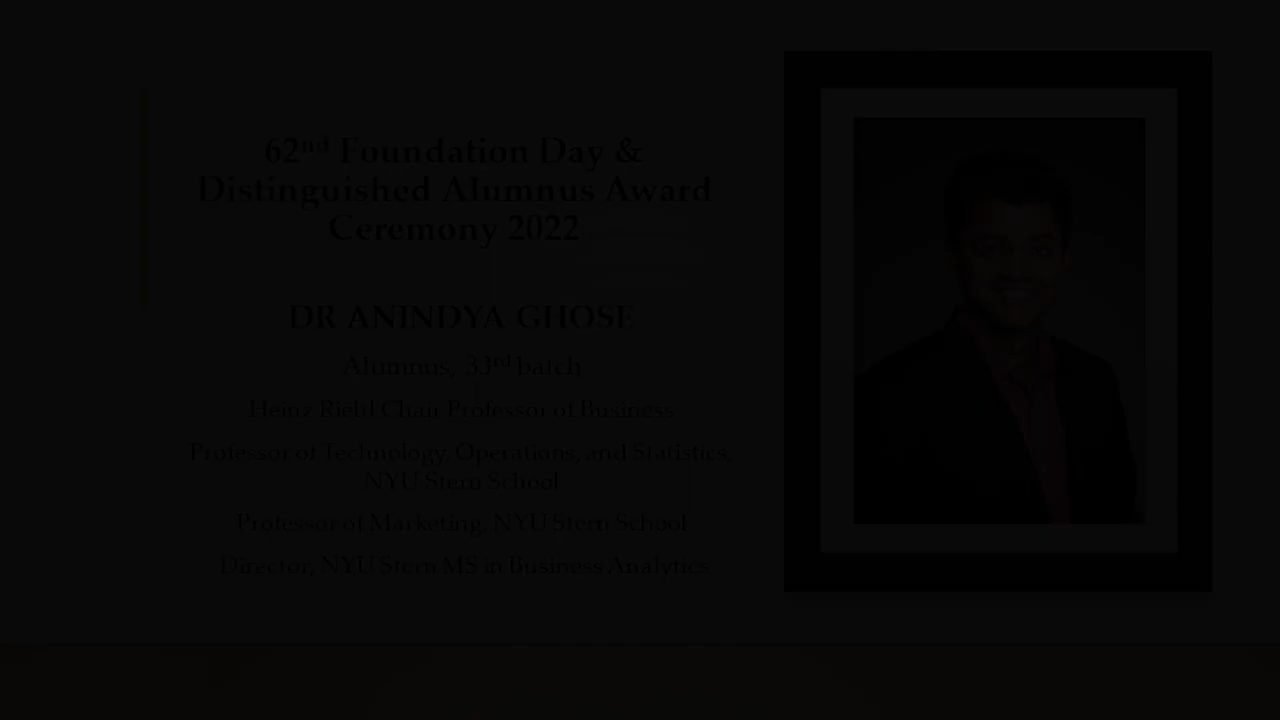 62nd Foundation Day &
Distinguished Alumnus Award
Ceremony 2022
DR ANINDYA GHOSE
Alumnus, 33rd batch
Heinz Riehl Chair Professor of Business
Professor of Technology, Operations, and Statistics,
NYU Stern School
Professor of Marketing, NYU Stern School
Director, NYU Stern MS in Business Analytics